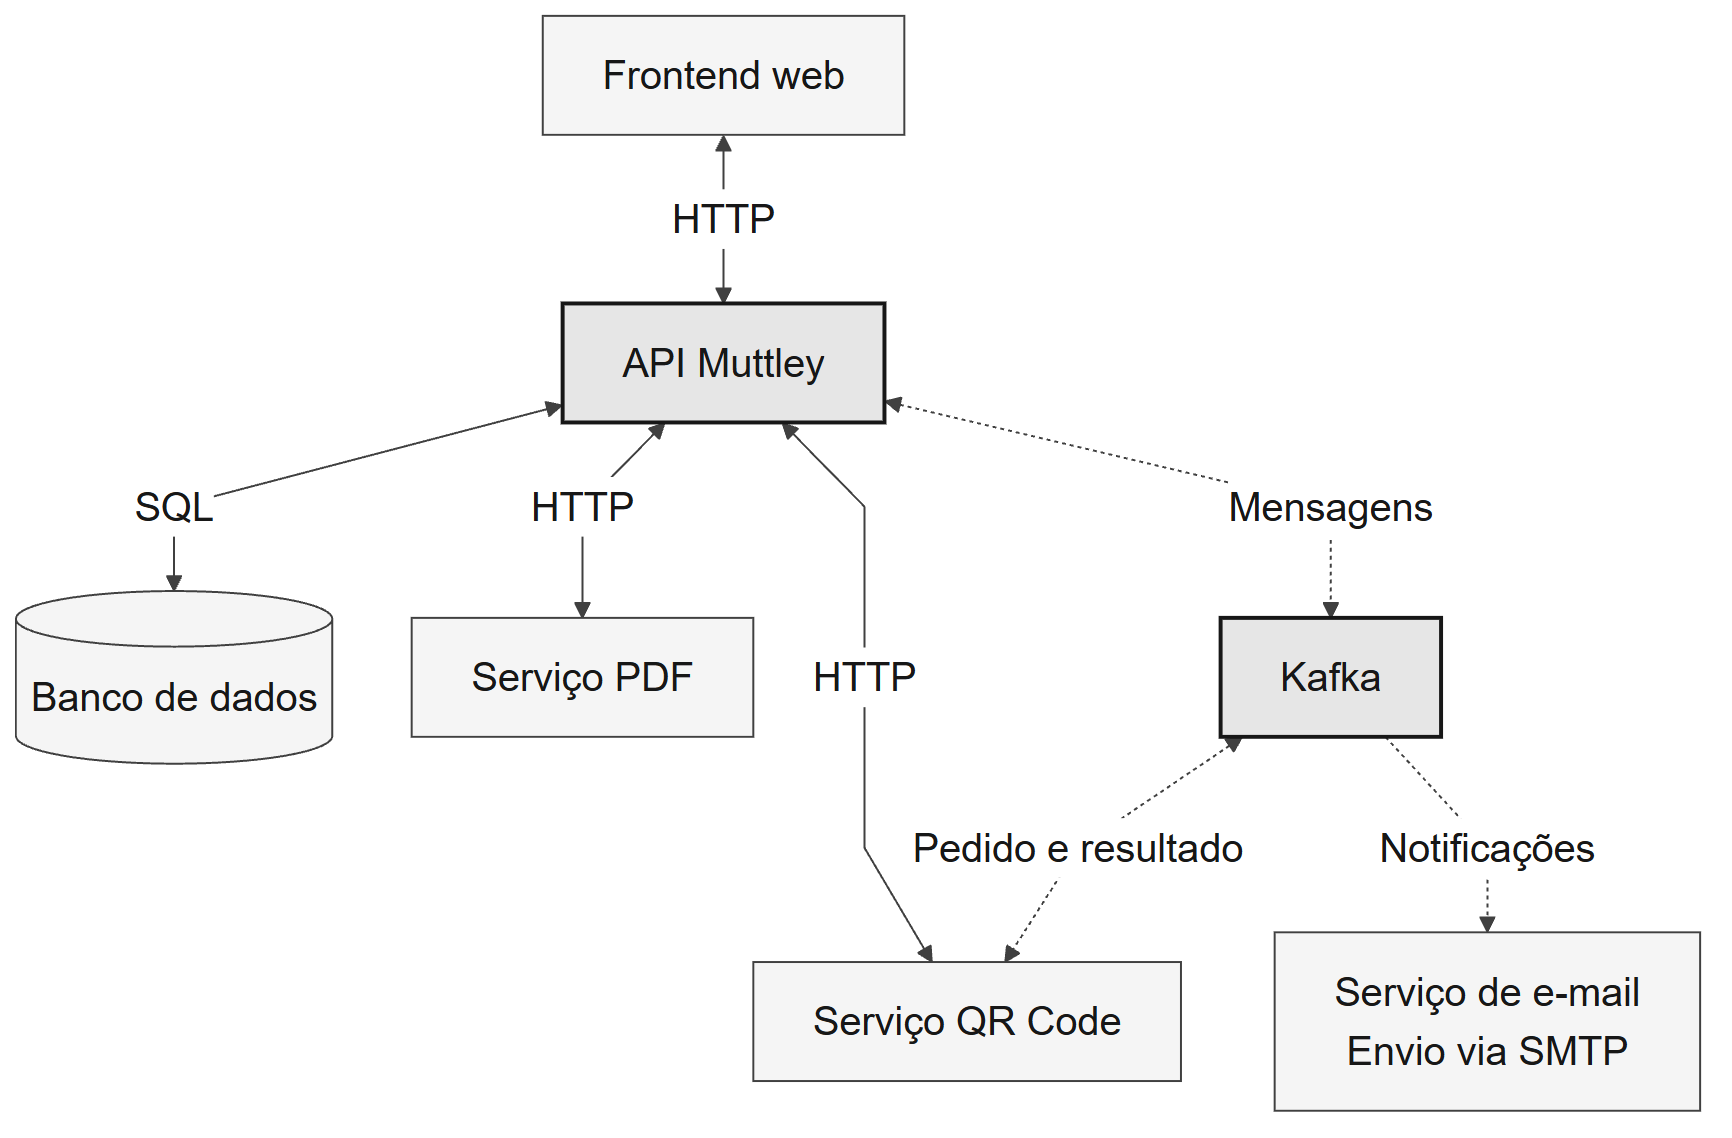 Frontend web
HTTP
API Muttley
SQL
HTTP
Mensagens
Banco de dados
Serviço PDF
HTTP
Kafka
Pedido e resultado
Notificações
Serviço QR Code
Serviço de e-mail
Envio via SMTP